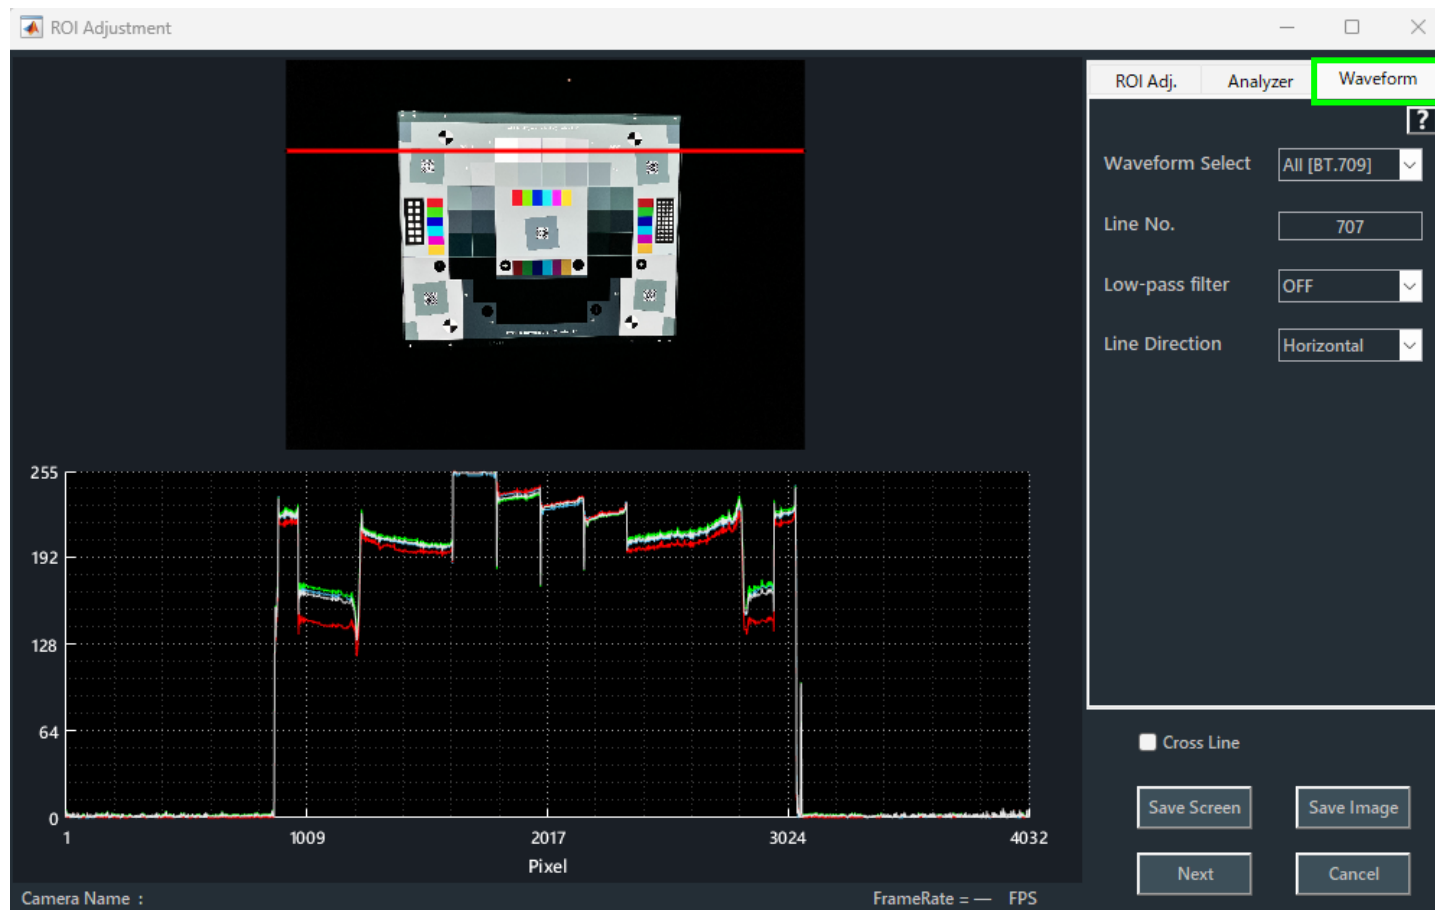 ROI Adjustment
ROI Adj.
Analyzer
Waveform
?
Waveform Select
All [BT.709]
Line No.
707
Low-pass filter
OFF
Line Direction
Horizontal
255
192
128
64
0
1
1009
2017
3024
4032
Pixel
Cross Line
Save Screen
Save Image
Next
Cancel
Camera Name :
FrameRate = — FPS